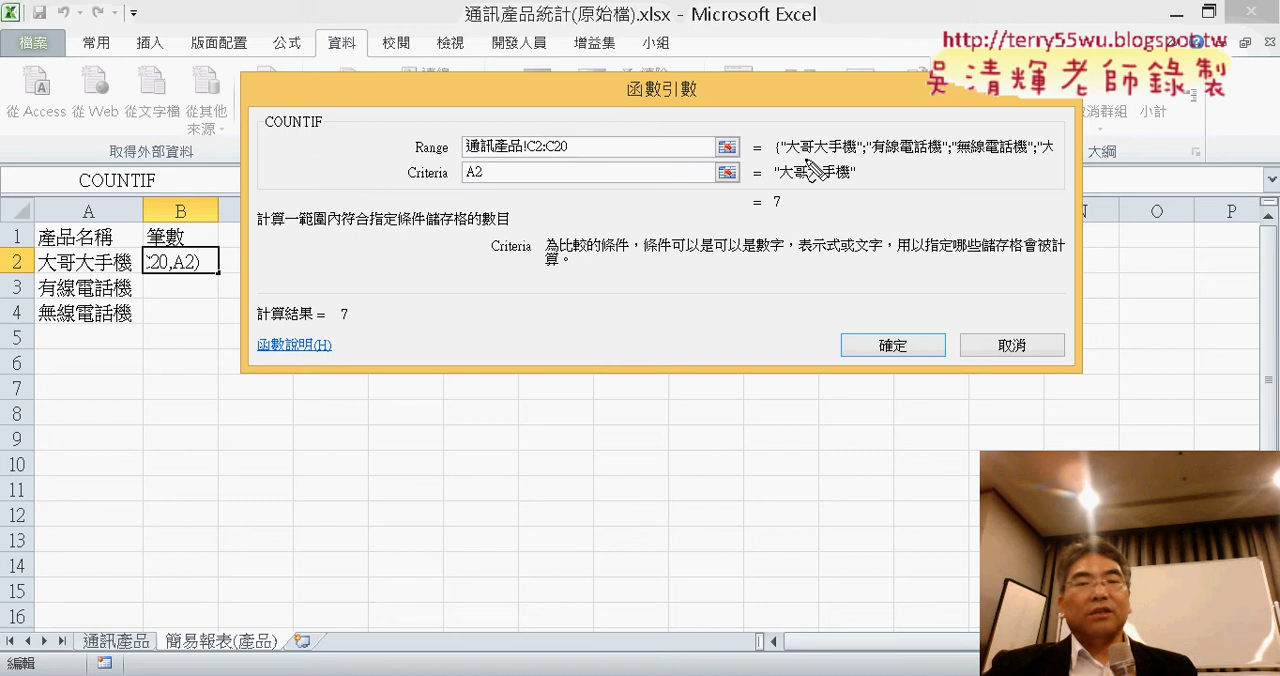 通訊產品統計(原始檔).xlsx - Microsoft Excel
檔案 常用 插入 版面配置 公式 資料 校閱 檢視 開發人員 增益集 小組
http://terry55wu.blogspot.tw
吳清輝老師錄製
從 Access 從 Web 從文字檔 從其他來源
取得外部資料
小計
大綱
函數引數
COUNTIF
Range 通訊產品!C2:C20 = {"大哥大手機";"有線電話機";"無線電話機";"大
Criteria A2 = "大哥大手機"
= 7
計算一範圍內符合指定條件儲存格的數目
Criteria 為比較的條件，條件可以是可以是數字，表示式或文字，用以指定哪些儲存格會被計
算。
計算結果 = 7
函數說明(H)
確定 取消
COUNTIF
A B N O P
1 產品名稱 筆數
2 大哥大手機 C20,A2)
3 有線電話機
4 無線電話機
5
6
7
8
9
10
11
12
13
14
15
16
通訊產品 簡易報表(產品)
編輯